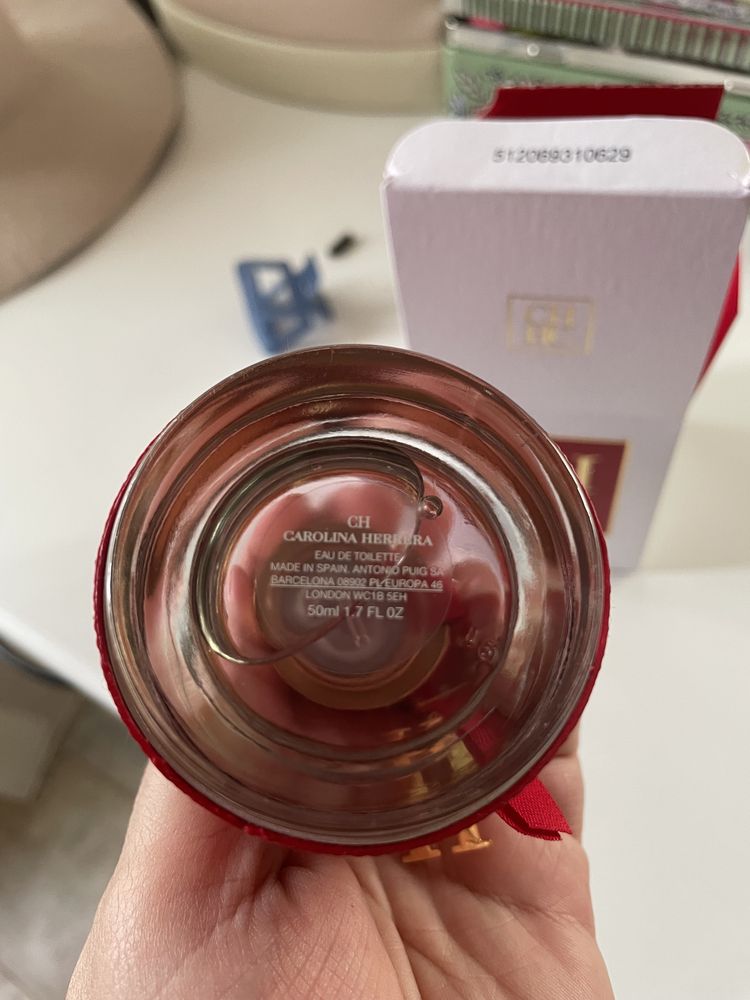 512069310629
CH
CH
CAROLINA HERRERA
EAU DE TOILETTE
MADE IN SPAIN. ANTONIO PUIG SA
BARCELONA 08902 PL/EUROPA 46
LONDON WC1B 5EH
50ml 1.7 FL OZ